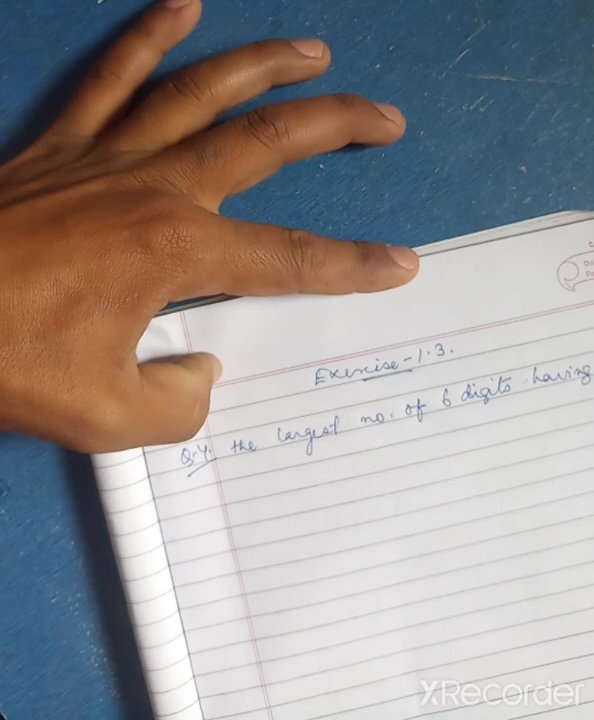 Exercise-1.3.
Q.4. the largest no. of 6 digits having
XRecorder